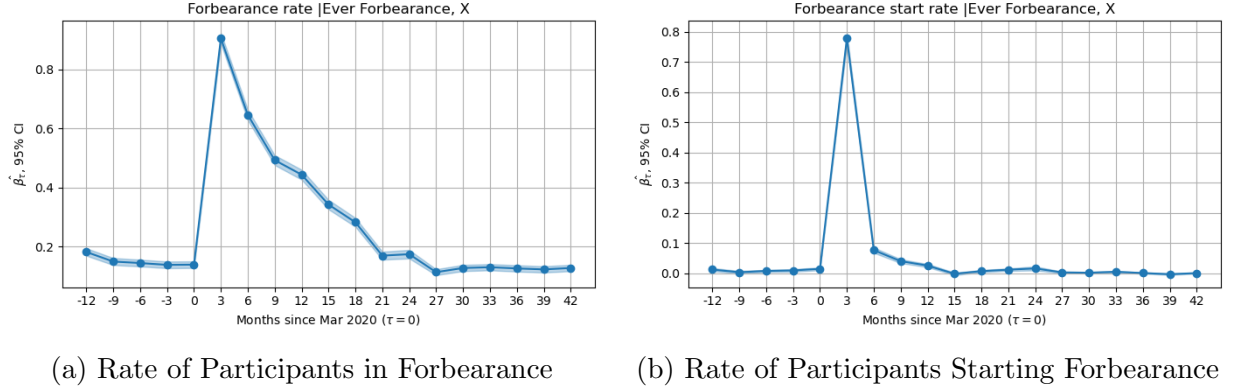 Forbearance rate |Ever Forbearance, X
0.8
0.6
0.4
0.2
β̂τ, 95% CI
-12 -9 -6 -3 0 3 6 9 12 15 18 21 24 27 30 33 36 39 42
Months since Mar 2020 (τ = 0)
(a) Rate of Participants in Forbearance
Forbearance start rate |Ever Forbearance, X
0.8
0.7
0.6
0.5
0.4
0.3
0.2
0.1
0.0
β̂τ, 95% CI
-12 -9 -6 -3 0 3 6 9 12 15 18 21 24 27 30 33 36 39 42
Months since Mar 2020 (τ = 0)
(b) Rate of Participants Starting Forbearance